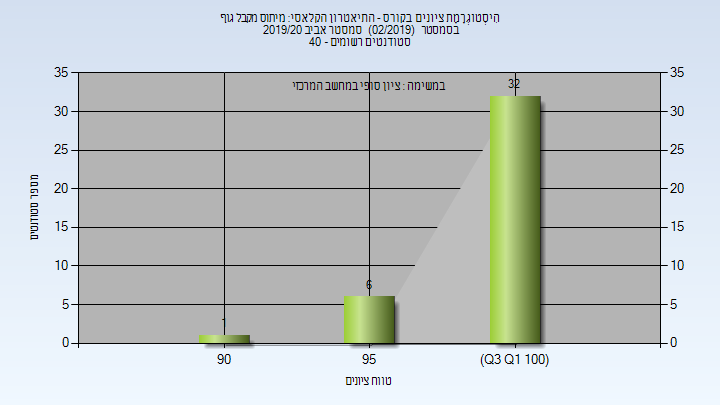 היסטוגרמת ציונים בקורס - התיאטרון הקלאסי: מיתוס מקבל גוף
בסמסטר (02/2019) סמסטר אביב 2019/20
סטודנטים רשומים - 40
במשימה : ציון סופי במחשב המרכזי
35 35
30 30
25 25
20 20
15 15
10 10
5 5
0 0
1
6
32
מספר סטודנטים
90 95 (Q3 Q1 100)
טווח ציונים